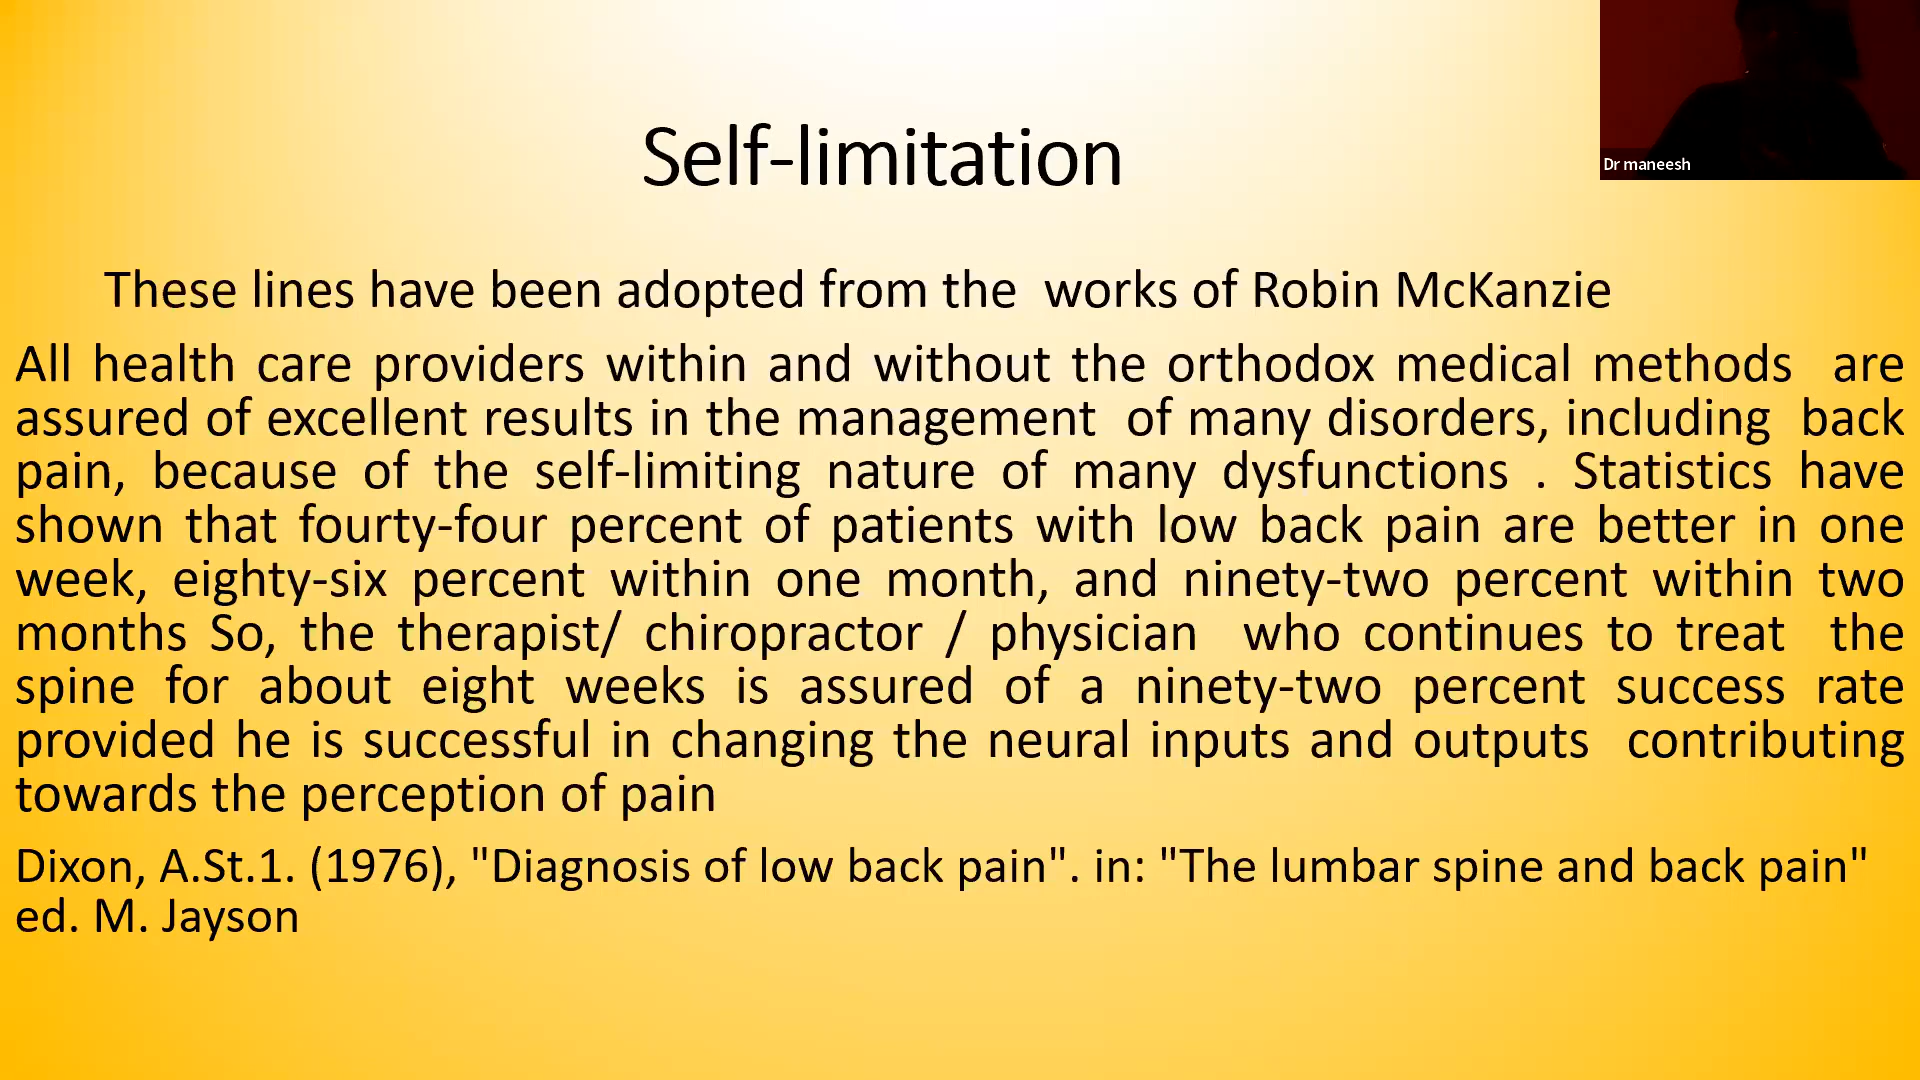 Dr maneesh
Self-limitation
These lines have been adopted from the works of Robin McKanzie
All health care providers within and without the orthodox medical methods are
assured of excellent results in the management of many disorders, including back
pain, because of the self-limiting nature of many dysfunctions . Statistics have
shown that fourty-four percent of patients with low back pain are better in one
week, eighty-six percent within one month, and ninety-two percent within two
months So, the therapist/ chiropractor / physician who continues to treat the
spine for about eight weeks is assured of a ninety-two percent success rate
provided he is successful in changing the neural inputs and outputs contributing
towards the perception of pain
Dixon, A.St.1. (1976), "Diagnosis of low back pain". in: "The lumbar spine and back pain"
ed. M. Jayson